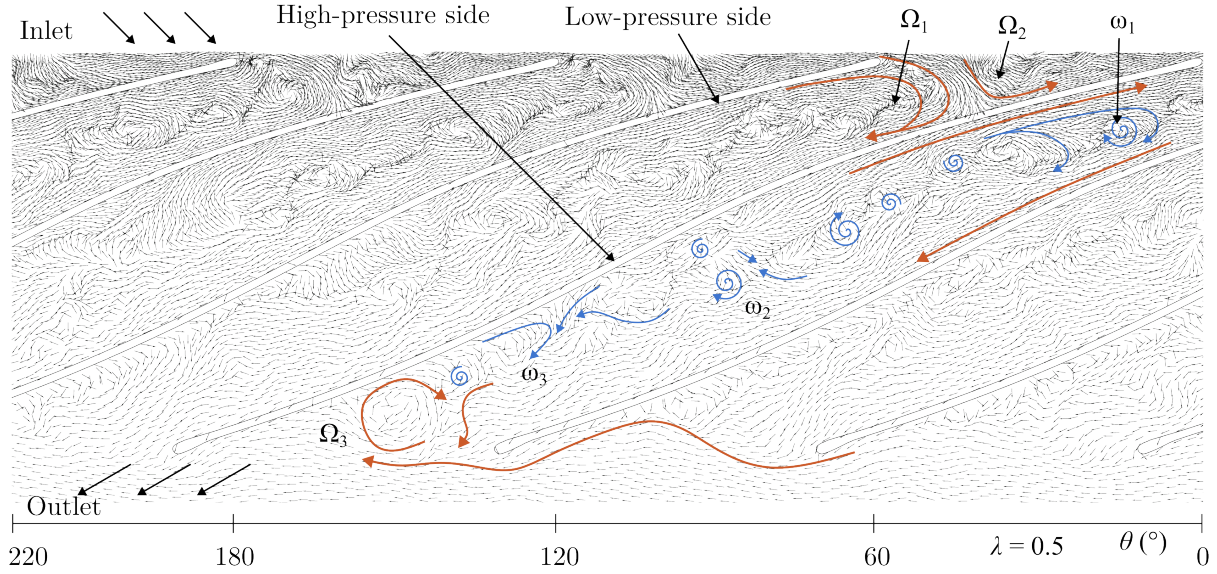 Inlet
High-pressure side
Low-pressure side
Ω₁
Ω₂
ω₁
ω₂
ω₃
Ω₃
Outlet
220 180 120 60 0
λ = 0.5
θ (°)